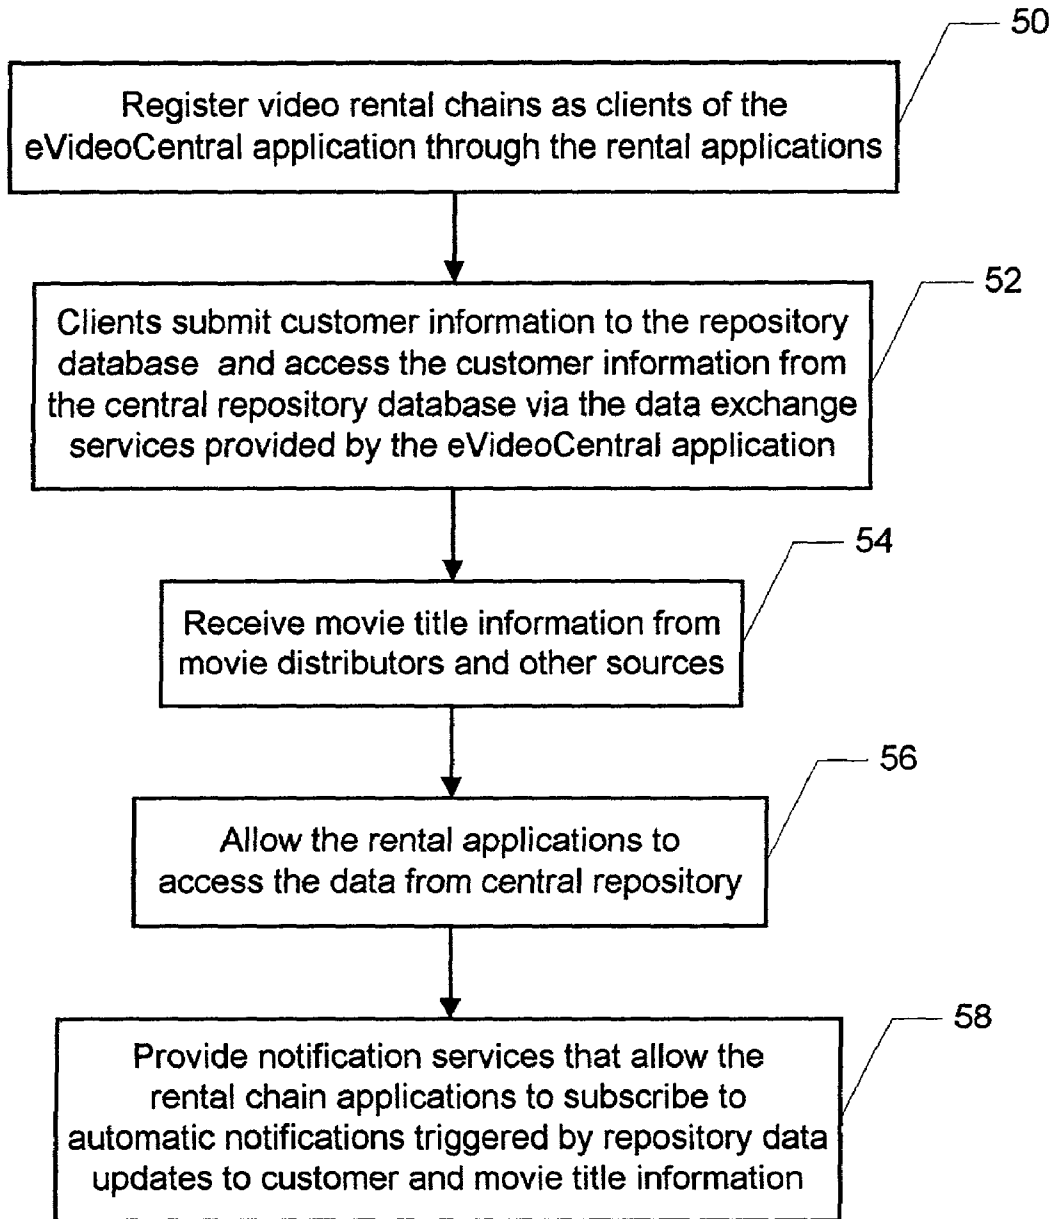 50
Register video rental chains as clients of the
eVideoCentral application through the rental applications
52
Clients submit customer information to the repository
database and access the customer information from
the central repository database via the data exchange
services provided by the eVideoCentral application
54
Receive movie title information from
movie distributors and other sources
56
Allow the rental applications to
access the data from central repository
58
Provide notification services that allow the
rental chain applications to subscribe to
automatic notifications triggered by repository data
updates to customer and movie title information